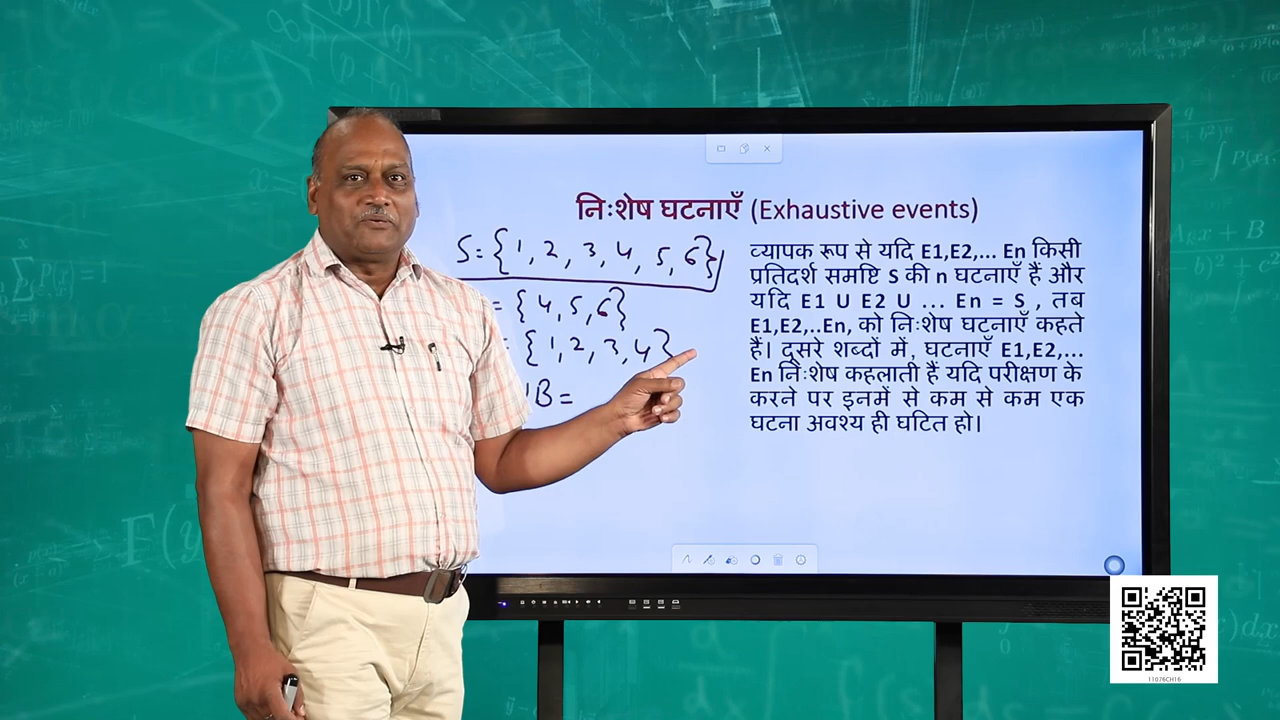 निःशेष घटनाएँ (Exhaustive events)
S = {1, 2, 3, 4, 5, 6}
= {4, 5, 6}
= {1, 2, 3, 4}
UB =
व्यापक रूप से यदि E1,E2,... En किसी
प्रतिदर्श समष्टि S की n घटनाएँ हैं और
यदि E1 U E2 U ... En = S , तब
E1,E2,..En, को निःशेष घटनाएँ कहते
हैं। दूसरे शब्दों में, घटनाएँ E1,E2,...
En निःशेष कहलाती हैं यदि परीक्षण के
करने पर इनमें से कम से कम एक
घटना अवश्य ही घटित हो।
11076CH16